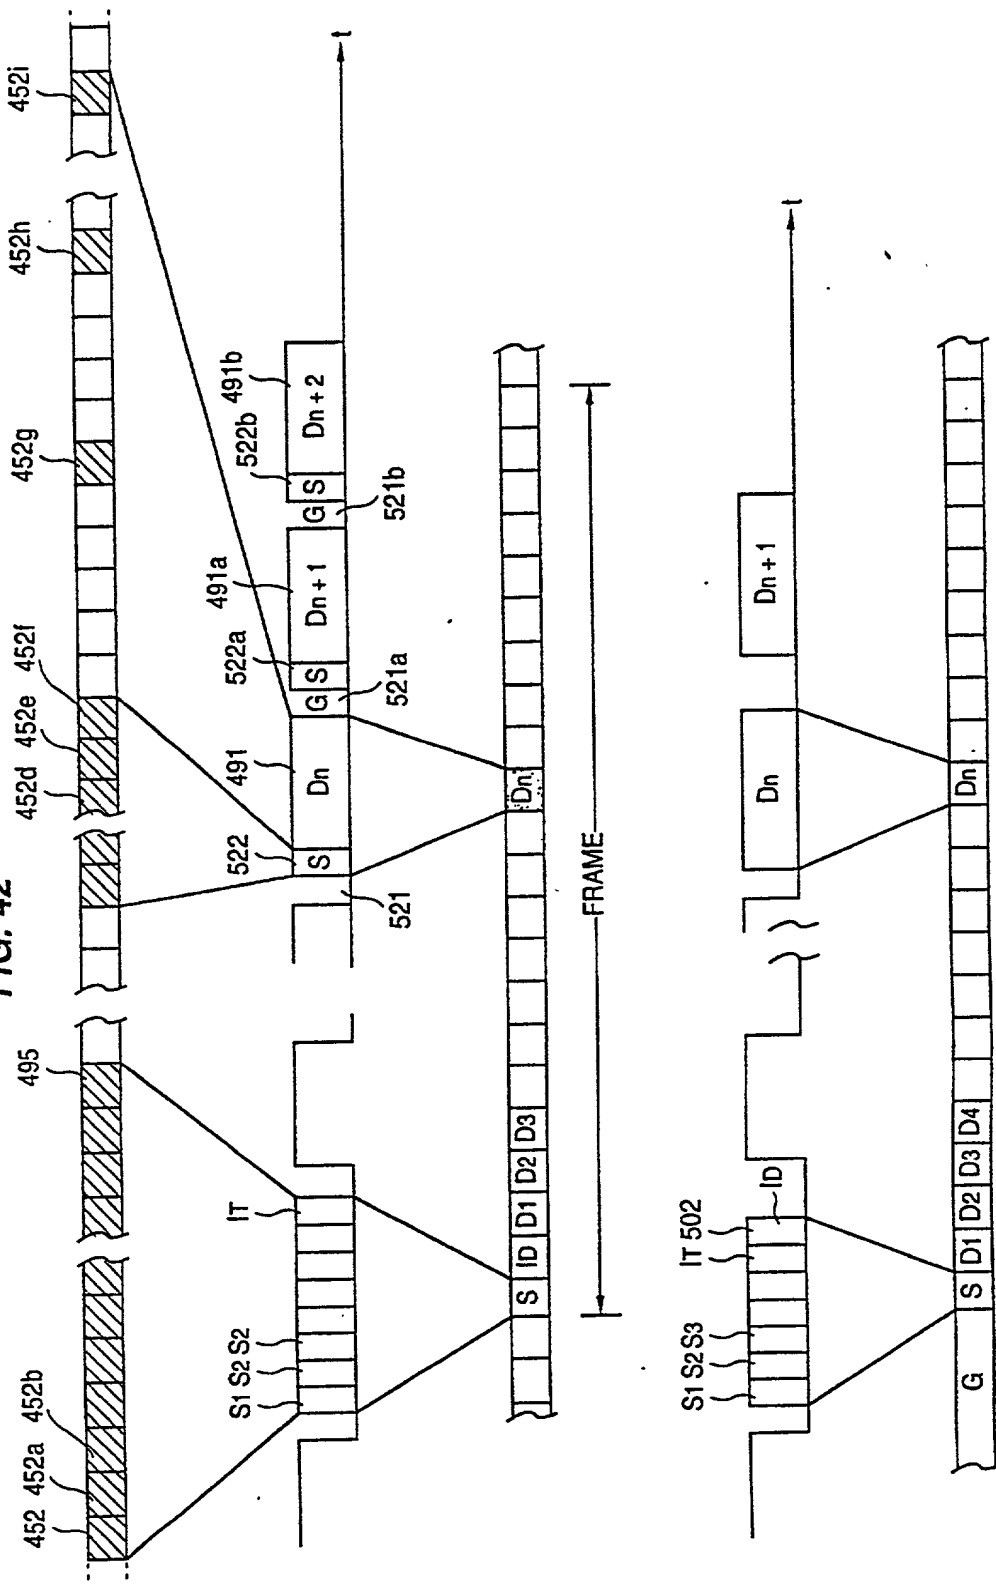 FIG. 42
452 452a 452b 495 452d 452e 452f 452g 452h 452i
S1 S2 S2 IT 522 491 522a 491a 522b 491b
S Dn G S Dn + 1 G S Dn + 2 t
521 521a 521b
S ID D1 D2 D3 Dn
FRAME
S1 S2 S3 IT 502 ID
Dn Dn + 1 t
G S D1 D2 D3 D4 Dn